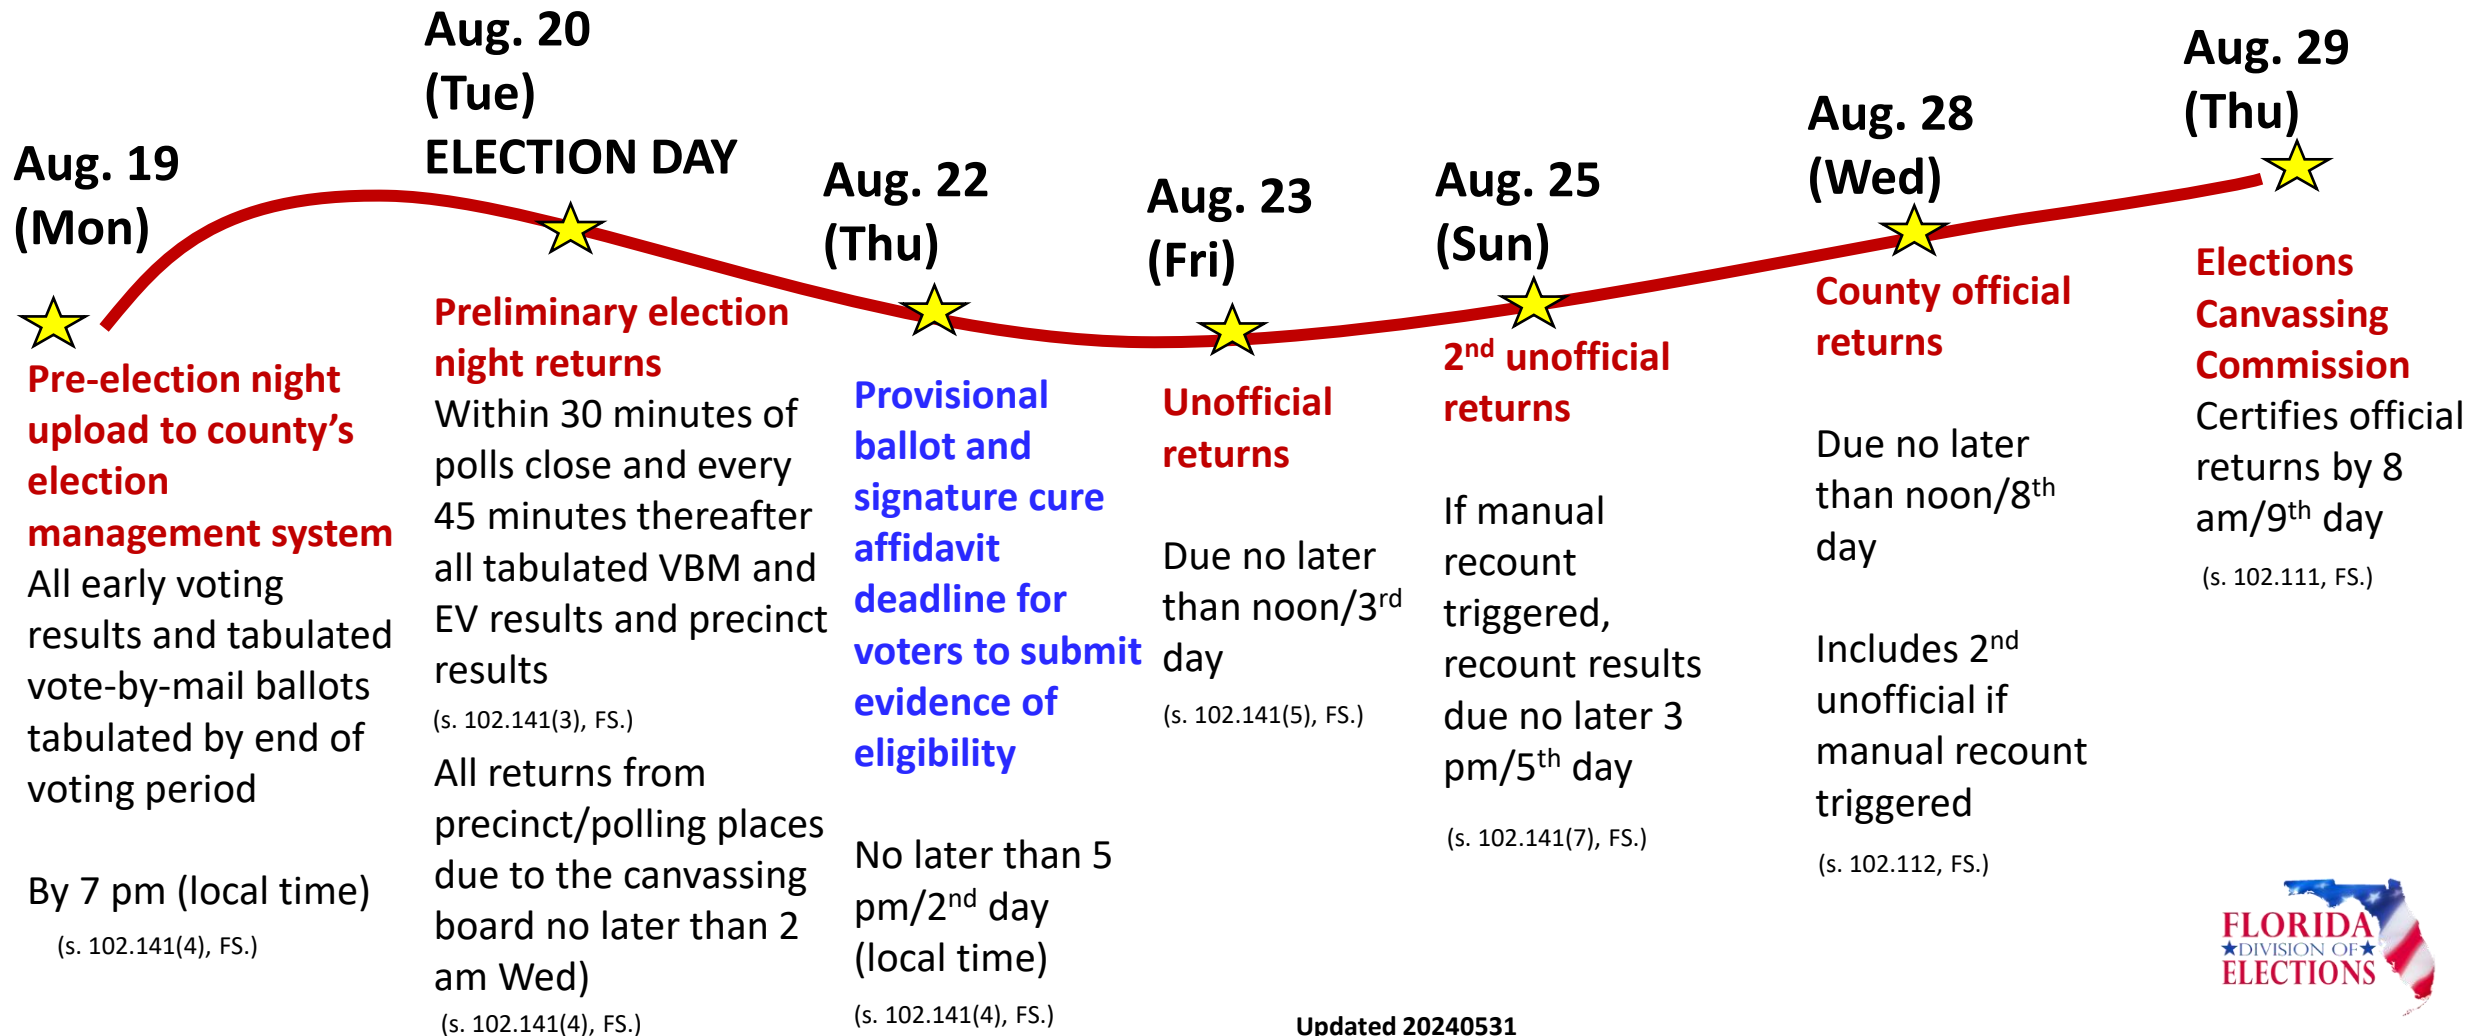 Aug. 19
(Mon)
Pre-election night
upload to county’s
election
management system
All early voting
results and tabulated
vote-by-mail ballots
tabulated by end of
voting period
By 7 pm (local time)
(s. 102.141(4), FS.)
Aug. 20
(Tue)
ELECTION DAY
Preliminary election
night returns
Within 30 minutes of
polls close and every
45 minutes thereafter
all tabulated VBM and
EV results and precinct
results
(s. 102.141(3), FS.)
All returns from
precinct/polling places
due to the canvassing
board no later than 2
am Wed)
(s. 102.141(4), FS.)
Aug. 22
(Thu)
Provisional
ballot and
signature cure
affidavit
deadline for
voters to submit
evidence of
eligibility
No later than 5
pm/2nd day
(local time)
(s. 102.141(4), FS.)
Aug. 23
(Fri)
Unofficial
returns
Due no later
than noon/3rd
day
(s. 102.141(5), FS.)
Aug. 25
(Sun)
2nd unofficial
returns
If manual
recount
triggered,
recount results
due no later 3
pm/5th day
(s. 102.141(7), FS.)
Aug. 28
(Wed)
County official
returns
Due no later
than noon/8th
day
Includes 2nd
unofficial if
manual recount
triggered
(s. 102.112, FS.)
Aug. 29
(Thu)
Elections
Canvassing
Commission
Certifies official
returns by 8
am/9th day
(s. 102.111, FS.)
FLORIDA
DIVISION OF
ELECTIONS
Updated 20240531